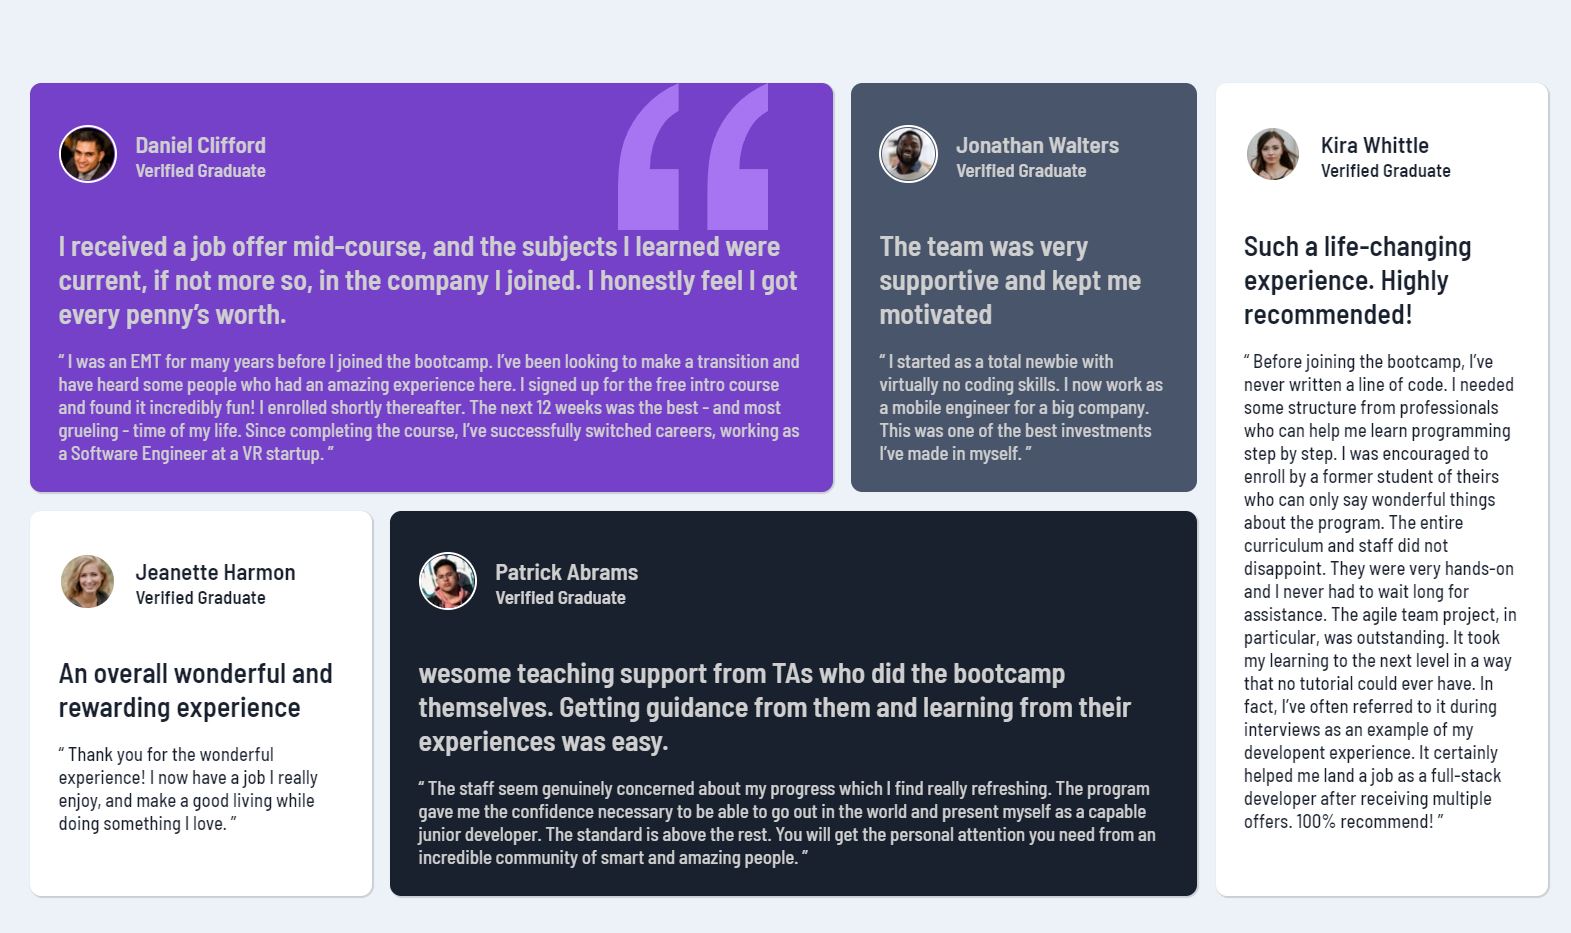 Daniel Clifford
Verified Graduate
I received a job offer mid-course, and the subjects I learned were
current, if not more so, in the company I joined. I honestly feel I got
every penny’s worth.
“ I was an EMT for many years before I joined the bootcamp. I’ve been looking to make a transition and
have heard some people who had an amazing experience here. I signed up for the free intro course
and found it incredibly fun! I enrolled shortly thereafter. The next 12 weeks was the best - and most
grueling - time of my life. Since completing the course, I’ve successfully switched careers, working as
a Software Engineer at a VR startup. ”
Jonathan Walters
Verified Graduate
The team was very
supportive and kept me
motivated
“ I started as a total newbie with
virtually no coding skills. I now work as
a mobile engineer for a big company.
This was one of the best investments
I’ve made in myself. ”
Kira Whittle
Verified Graduate
Such a life-changing
experience. Highly
recommended!
“ Before joining the bootcamp, I’ve
never written a line of code. I needed
some structure from professionals
who can help me learn programming
step by step. I was encouraged to
enroll by a former student of theirs
who can only say wonderful things
about the program. The entire
curriculum and staff did not
disappoint. They were very hands-on
and I never had to wait long for
assistance. The agile team project, in
particular, was outstanding. It took
my learning to the next level in a way
that no tutorial could ever have. In
fact, I’ve often referred to it during
interviews as an example of my
developent experience. It certainly
helped me land a job as a full-stack
developer after receiving multiple
offers. 100% recommend! ”
Jeanette Harmon
Verified Graduate
An overall wonderful and
rewarding experience
“ Thank you for the wonderful
experience! I now have a job I really
enjoy, and make a good living while
doing something I love. ”
Patrick Abrams
Verified Graduate
wesome teaching support from TAs who did the bootcamp
themselves. Getting guidance from them and learning from their
experiences was easy.
“ The staff seem genuinely concerned about my progress which I find really refreshing. The program
gave me the confidence necessary to be able to go out in the world and present myself as a capable
junior developer. The standard is above the rest. You will get the personal attention you need from an
incredible community of smart and amazing people. ”